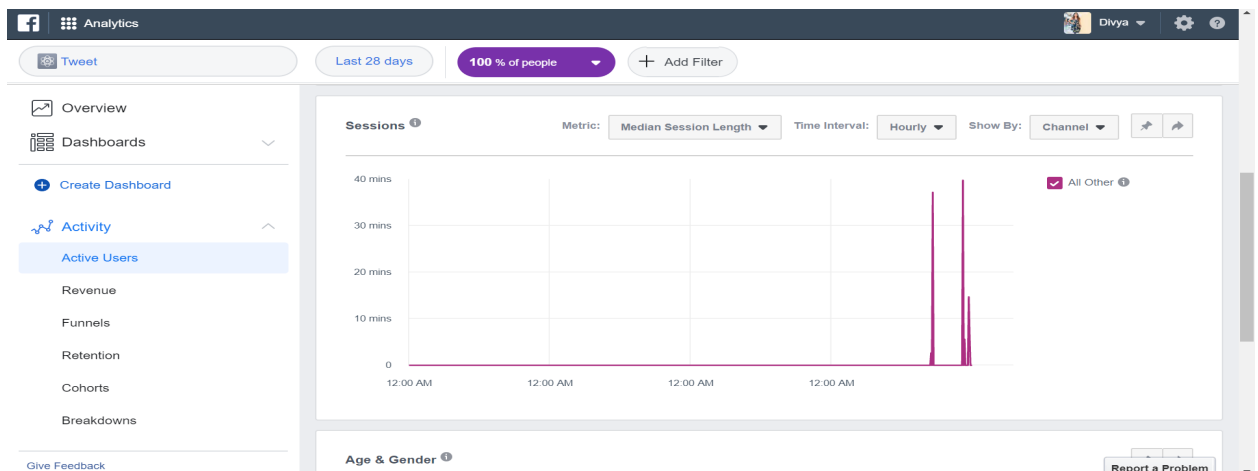 Analytics
Divya
Tweet
Last 28 days
100 % of people
Add Filter
Overview
Dashboards
Create Dashboard
Activity
Active Users
Revenue
Funnels
Retention
Cohorts
Breakdowns
Give Feedback
Sessions
Metric: Median Session Length Time Interval: Hourly Show By: Channel
40 mins
30 mins
20 mins
10 mins
0
12:00 AM 12:00 AM 12:00 AM 12:00 AM
All Other
Age & Gender
Report a Problem